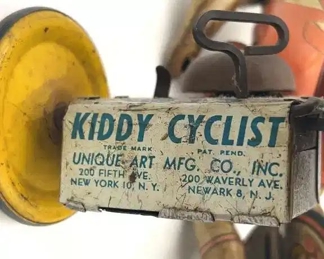 KIDDY CYCLIST
TRADE MARK PAT. PEND.
UNIQUE ART MFG. CO., INC.
200 FIFTH AVE. 200 WAVERLY AVE.
NEW YORK 10, N. Y. NEWARK 8, N. J.